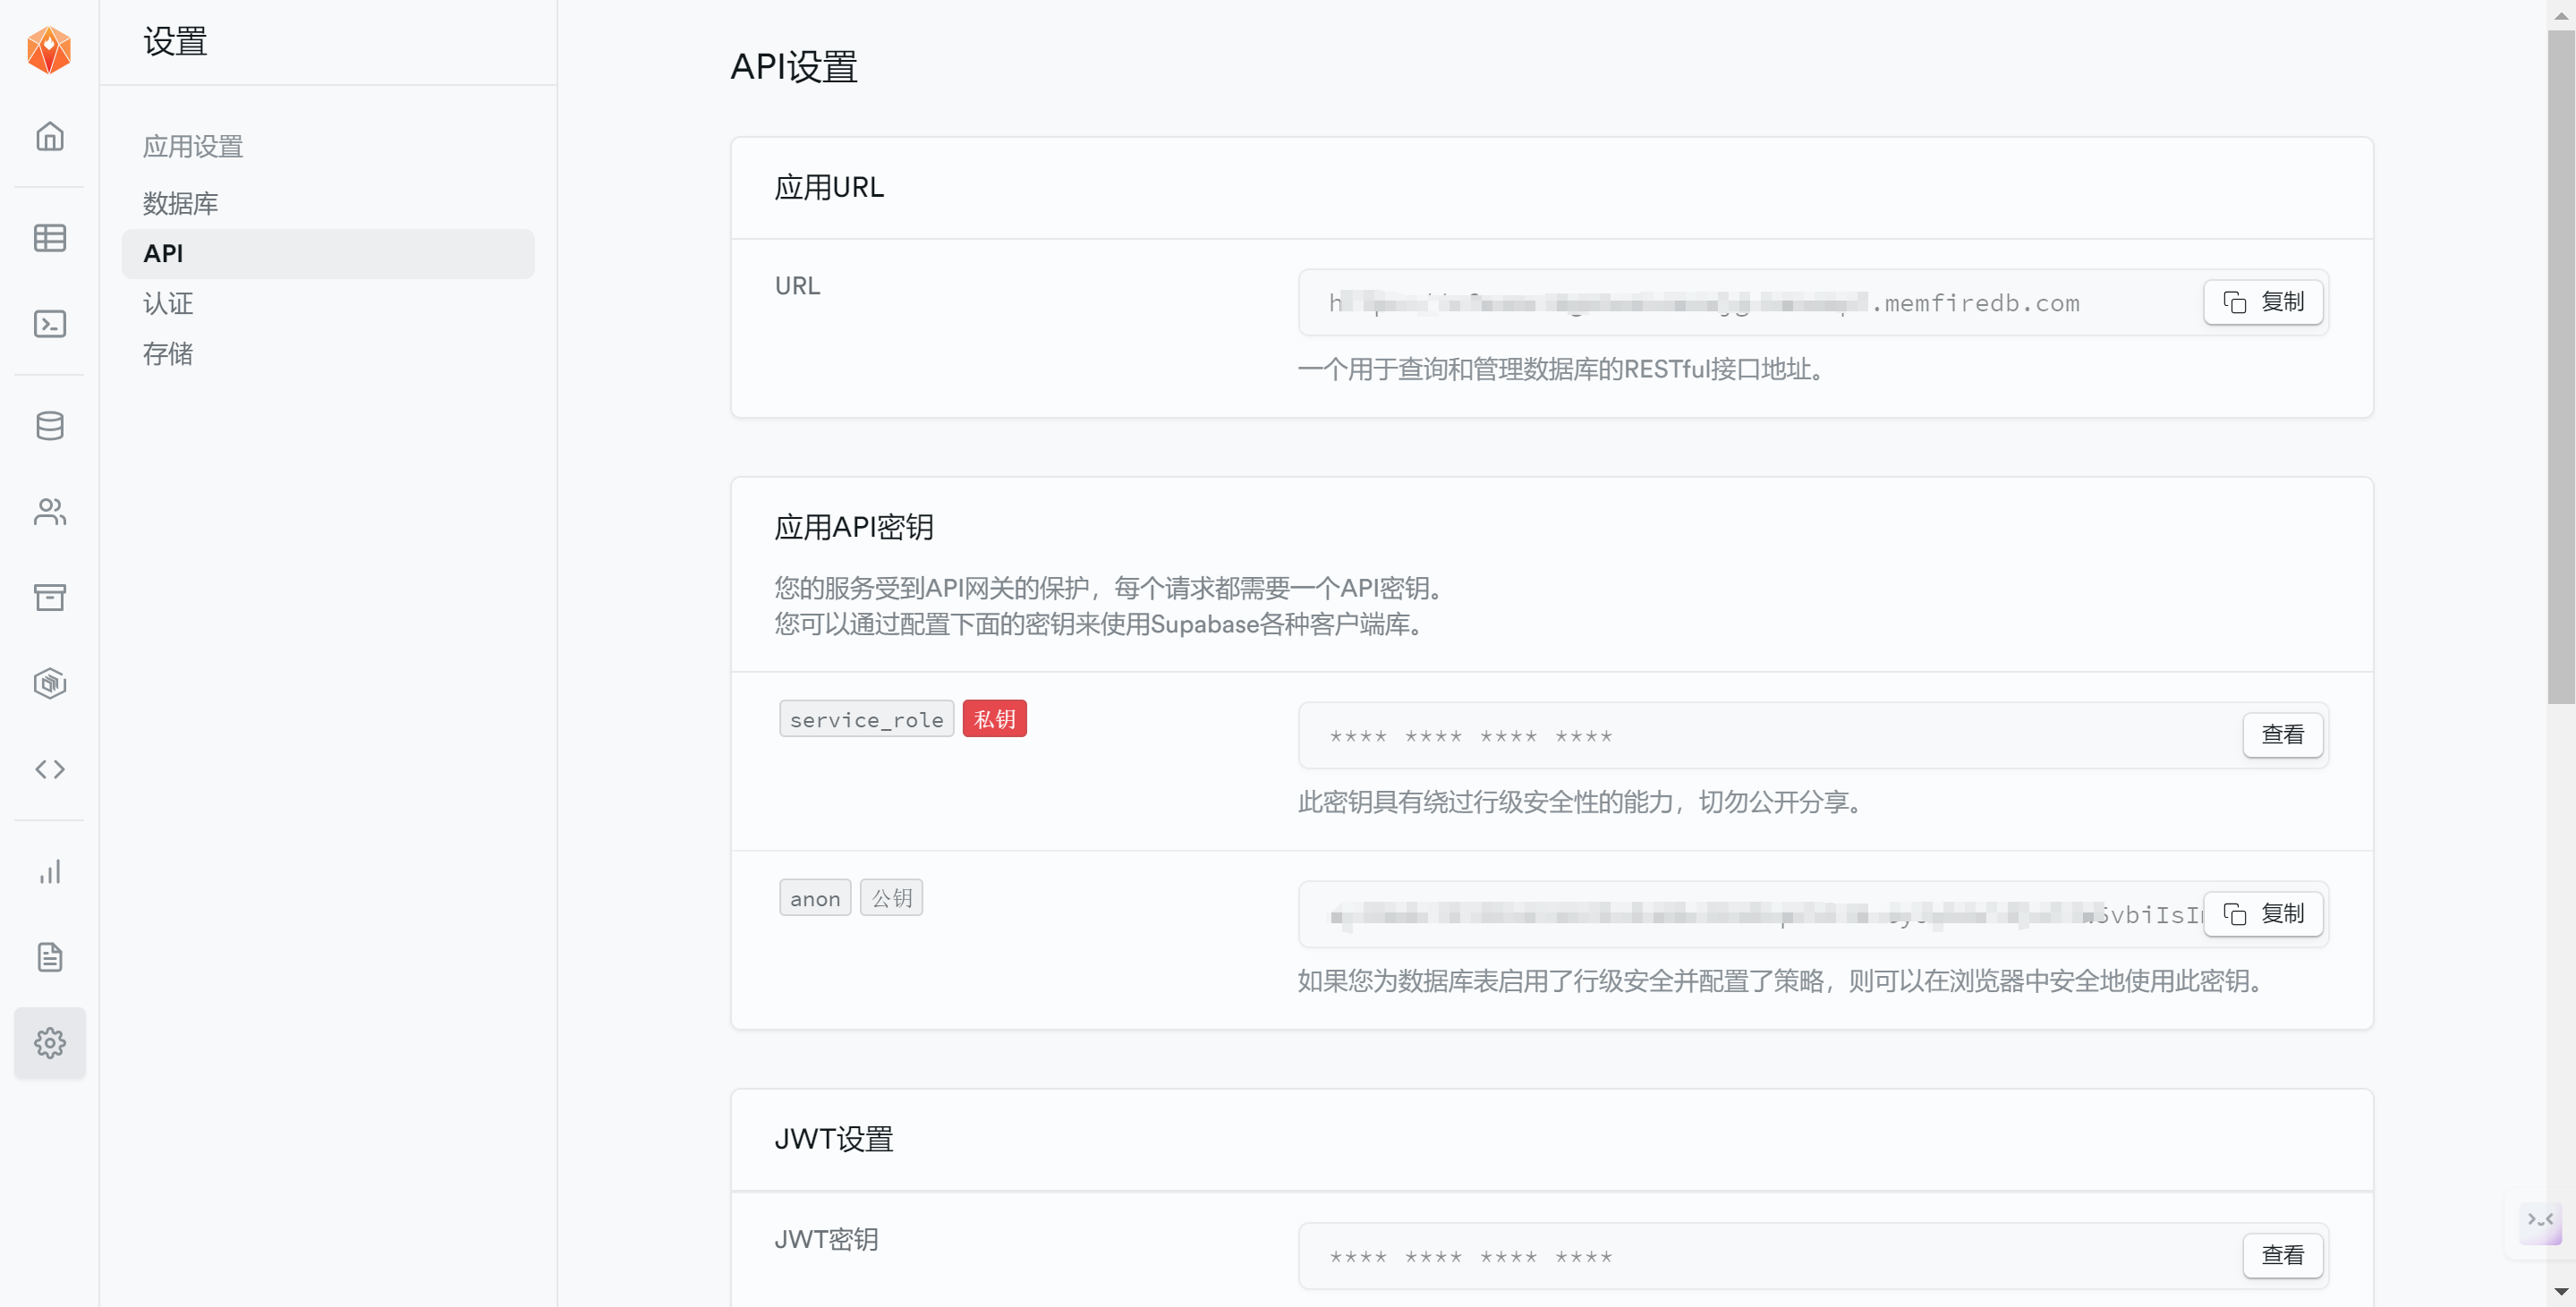 设置
应用设置
数据库
API
认证
存储
API设置
应用URL
URL
.memfiredb.com
复制
一个用于查询和管理数据库的RESTful接口地址。
应用API密钥
您的服务受到API网关的保护，每个请求都需要一个API密钥。
您可以通过配置下面的密钥来使用Supabase各种客户端库。
service_role 私钥
**** **** **** ****
查看
此密钥具有绕过行级安全性的能力，切勿公开分享。
anon 公钥
5vbiIsI
复制
如果您为数据库表启用了行级安全并配置了策略，则可以在浏览器中安全地使用此密钥。
JWT设置
JWT密钥
**** **** **** ****
查看